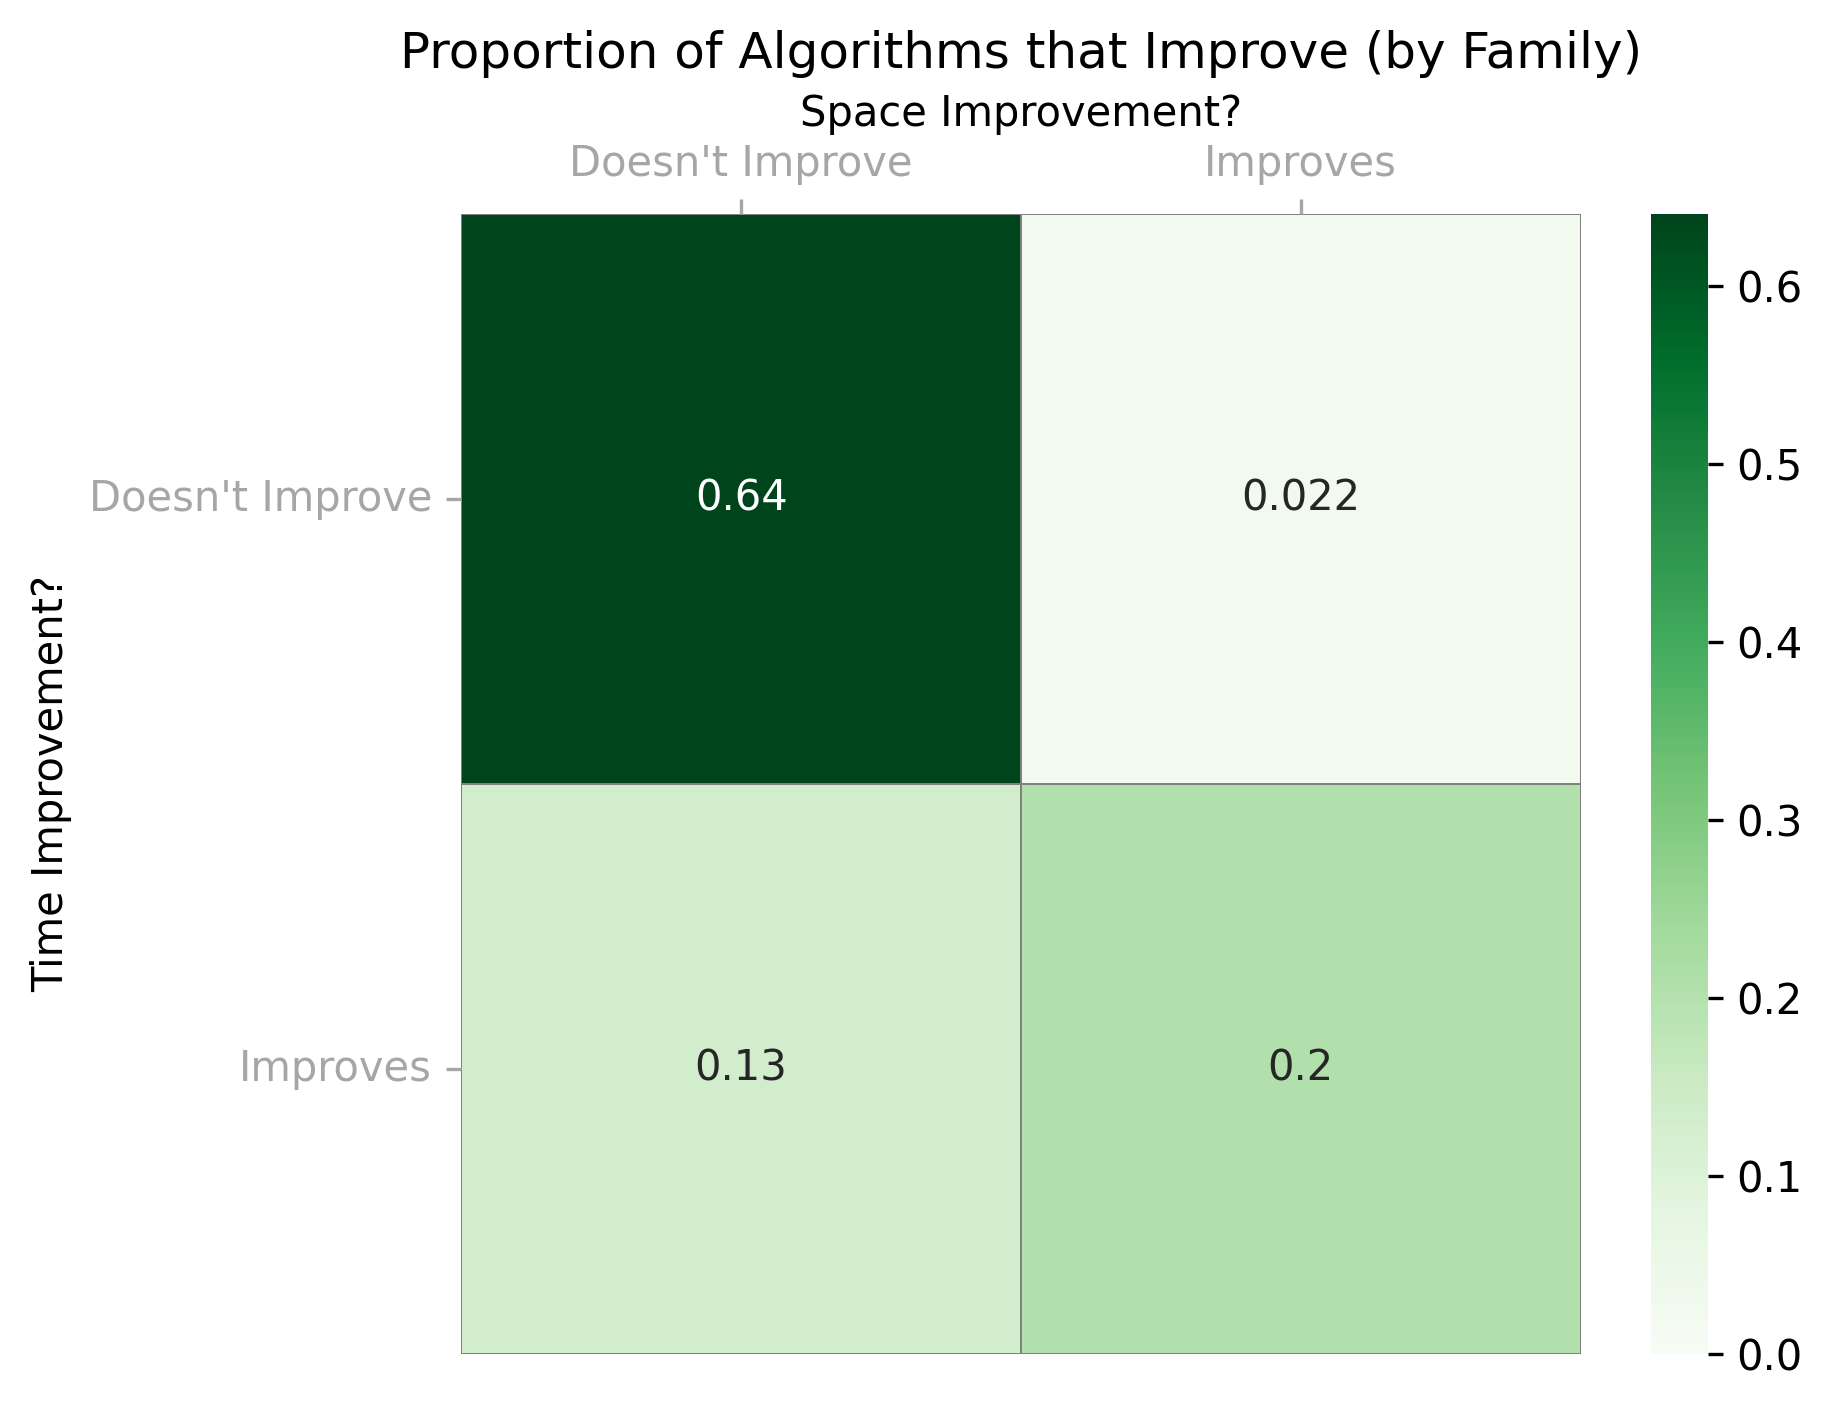 Proportion of Algorithms that Improve (by Family)
Space Improvement?
Doesn't Improve
Improves
Time Improvement?
Doesn't Improve
0.64
0.022
Improves
0.13
0.2
0.6
0.5
0.4
0.3
0.2
0.1
0.0